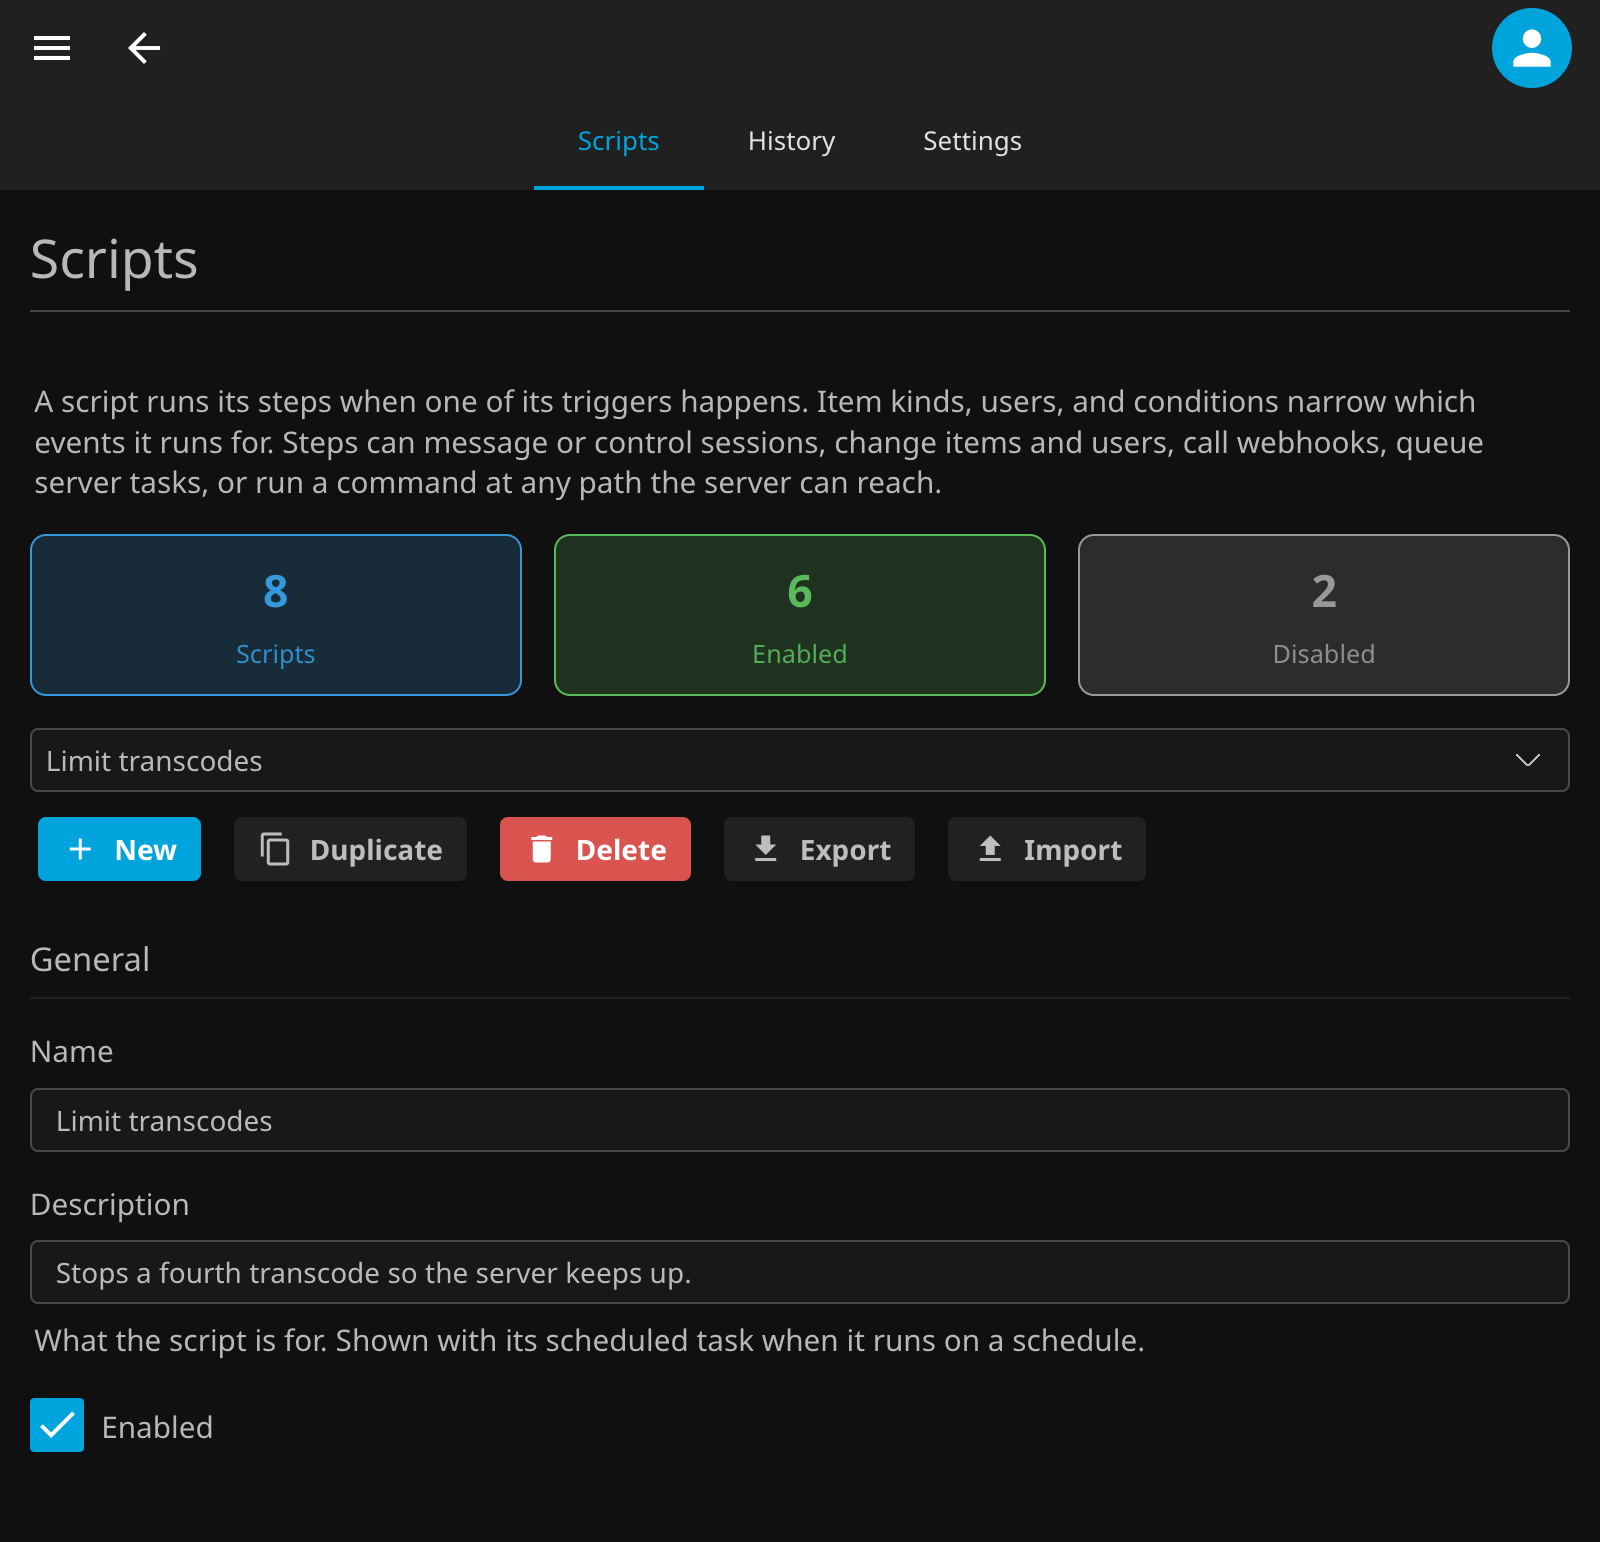 Scripts
History
Settings
Scripts
A script runs its steps when one of its triggers happens. Item kinds, users, and conditions narrow which
events it runs for. Steps can message or control sessions, change items and users, call webhooks, queue
server tasks, or run a command at any path the server can reach.
8
Scripts
6
Enabled
2
Disabled
Limit transcodes
New
Duplicate
Delete
Export
Import
General
Name
Limit transcodes
Description
Stops a fourth transcode so the server keeps up.
What the script is for. Shown with its scheduled task when it runs on a schedule.
Enabled